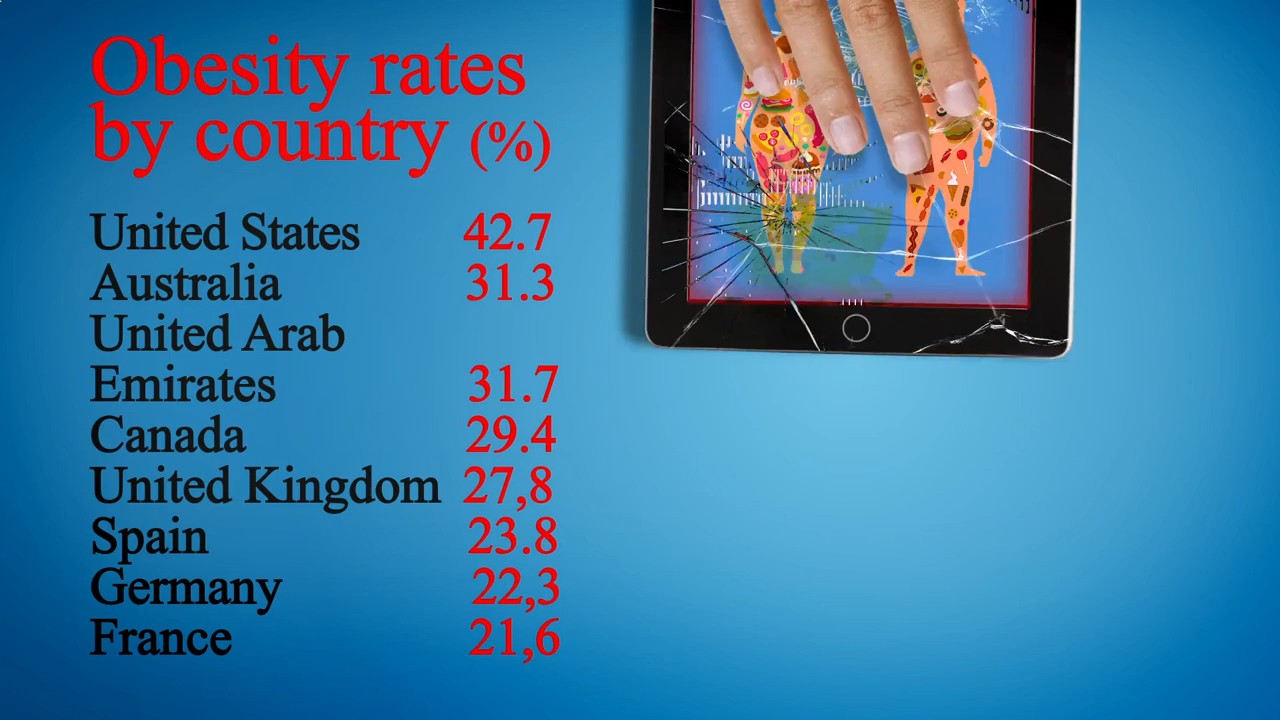 Obesity rates
by country (%)
United States 42.7
Australia 31.3
United Arab
Emirates 31.7
Canada 29.4
United Kingdom 27,8
Spain 23.8
Germany 22,3
France 21,6